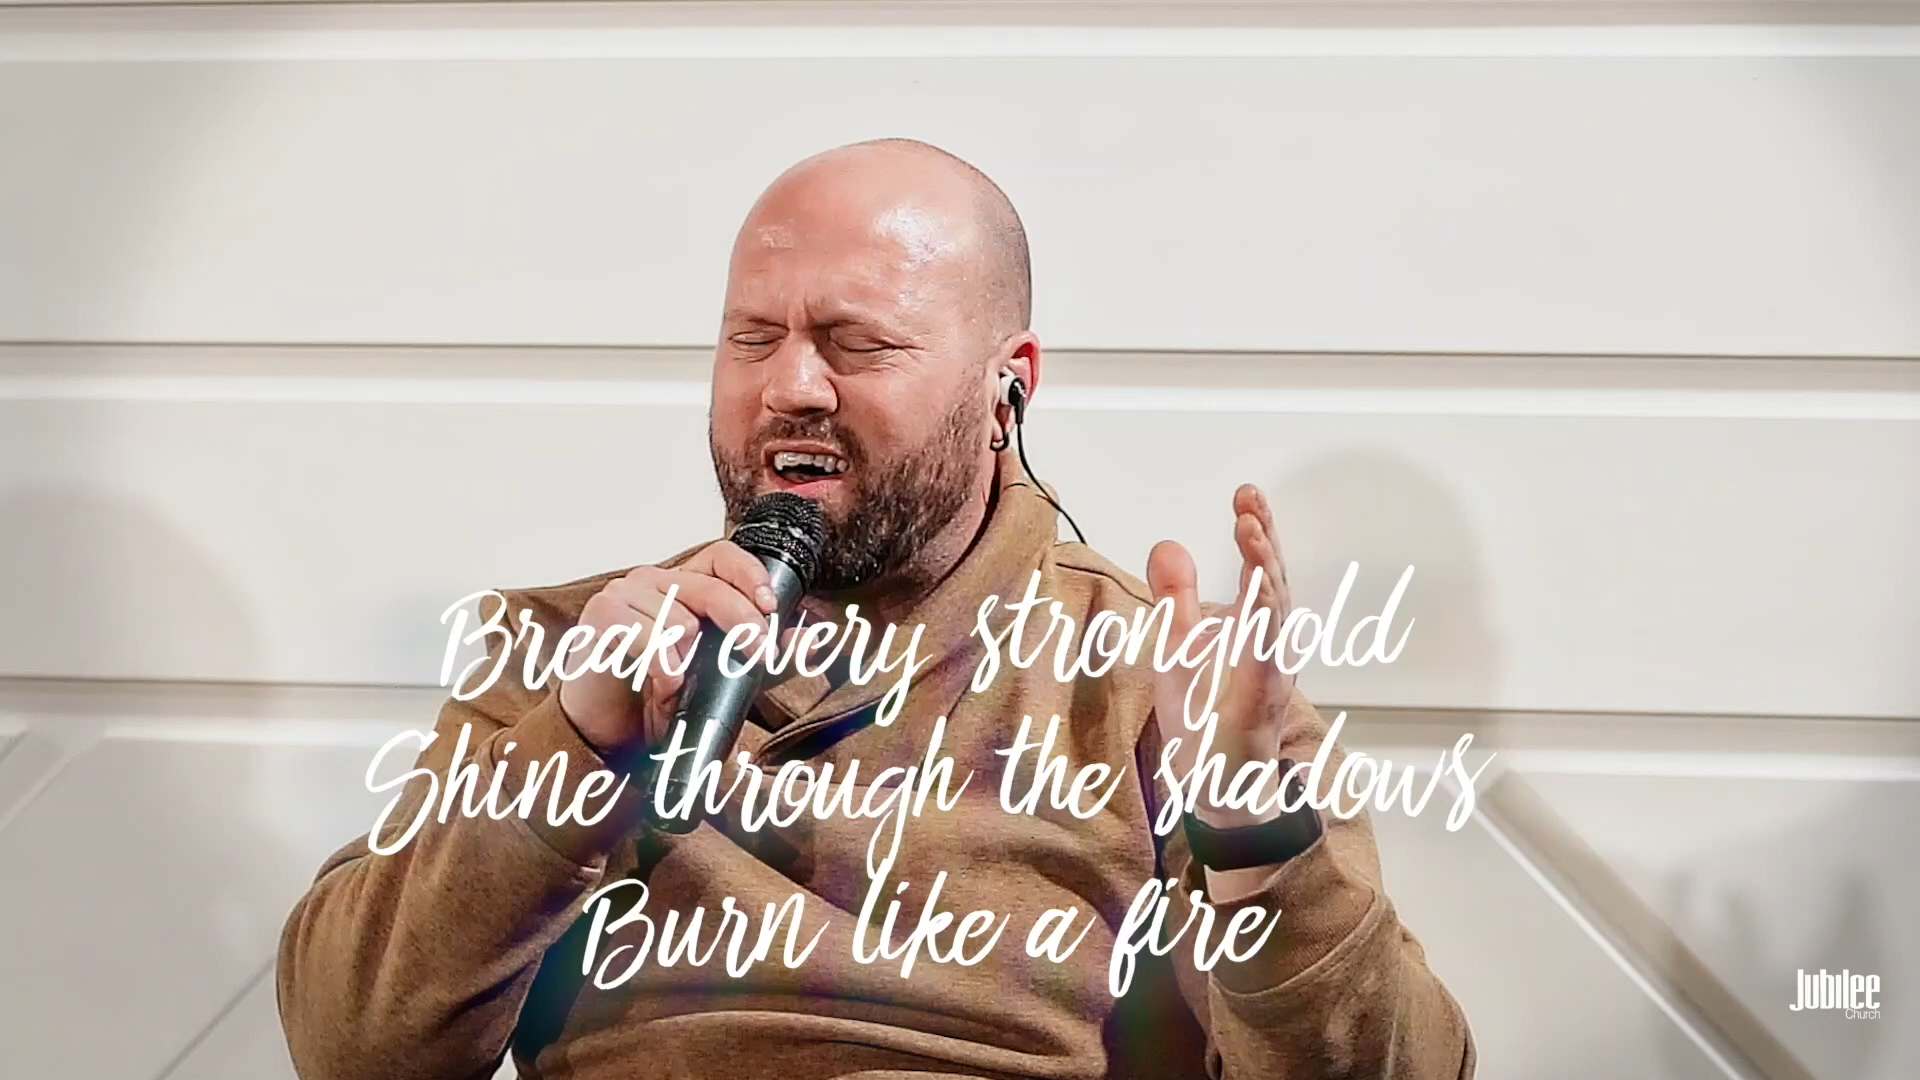 Break every stronghold
Shine through the shadows
Burn like a fire
Jubilee
Church